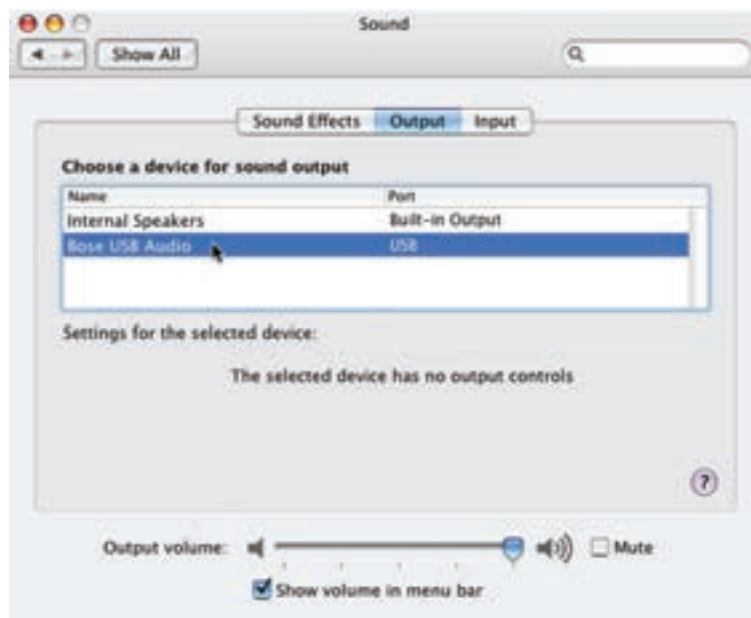 Sound
Show All
Sound Effects Output Input
Choose a device for sound output
Name Port
Internal Speakers Built-in Output
Bose USB Audio USB
Settings for the selected device:
The selected device has no output controls
?
Output volume: Mute
Show volume in menu bar